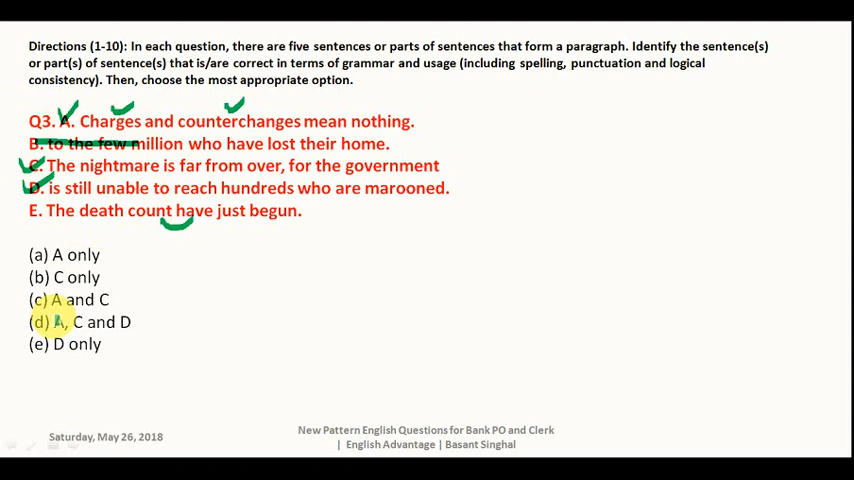 Directions (1-10): In each question, there are five sentences or parts of sentences that form a paragraph. Identify the sentence(s)
or part(s) of sentence(s) that is/are correct in terms of grammar and usage (including spelling, punctuation and logical
consistency). Then, choose the most appropriate option.
Q3. A. Charges and counterchanges mean nothing.
B. to the few million who have lost their home.
C. The nightmare is far from over, for the government
D. is still unable to reach hundreds who are marooned.
E. The death count have just begun.
(a) A only
(b) C only
(c) A and C
(d) A, C and D
(e) D only
Saturday, May 26, 2018
New Pattern English Questions for Bank PO and Clerk
| English Advantage | Basant Singhal